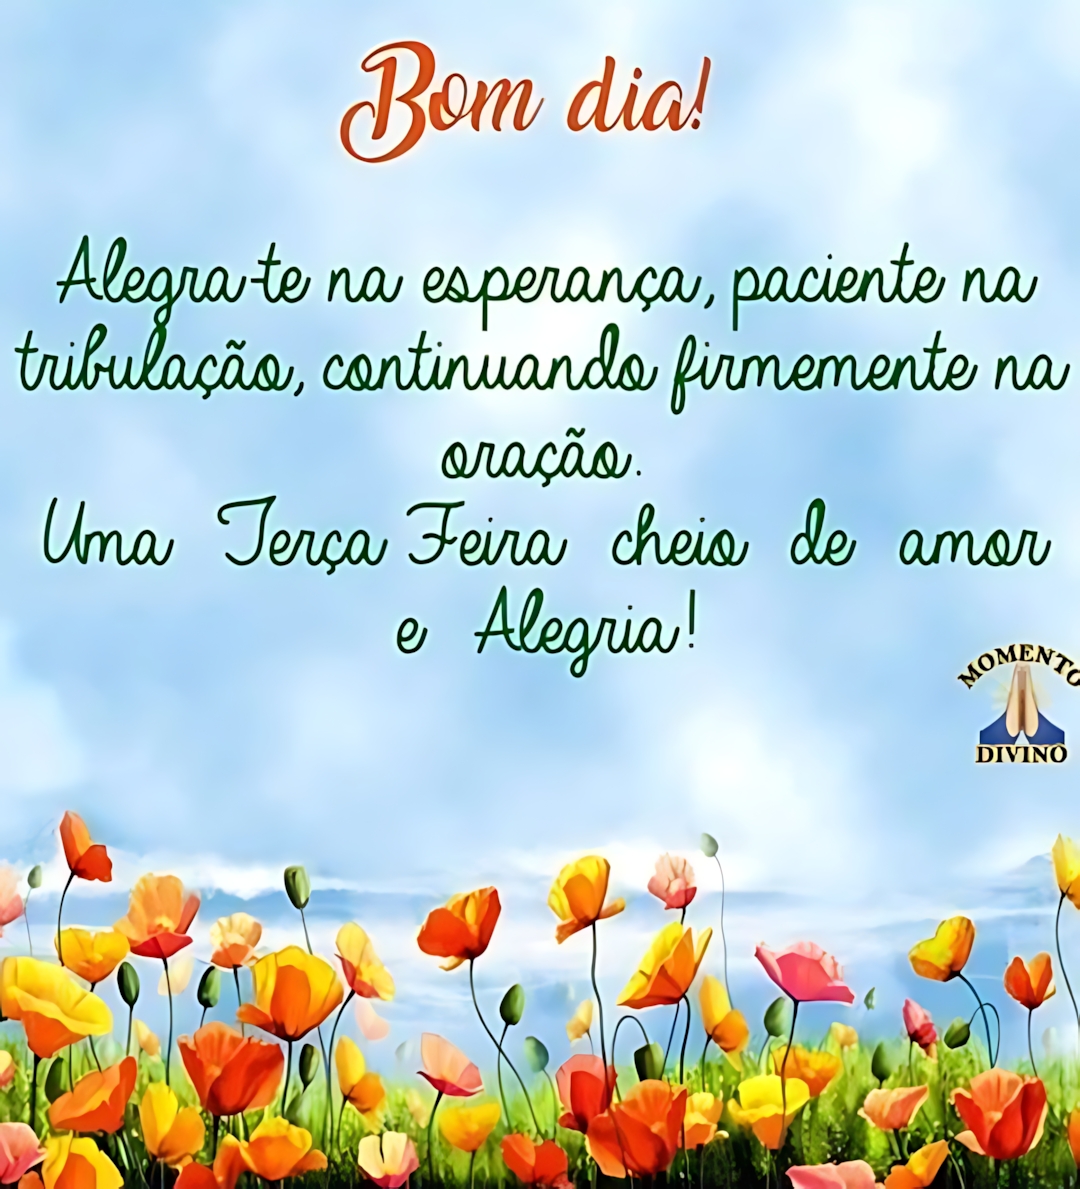 Bom dia!
Alegra-te na esperança, paciente na
tribulação, continuando firmemente na
oração.
Uma Terça Feira cheio de amor
e Alegria!
MOMENTO
DIVINO